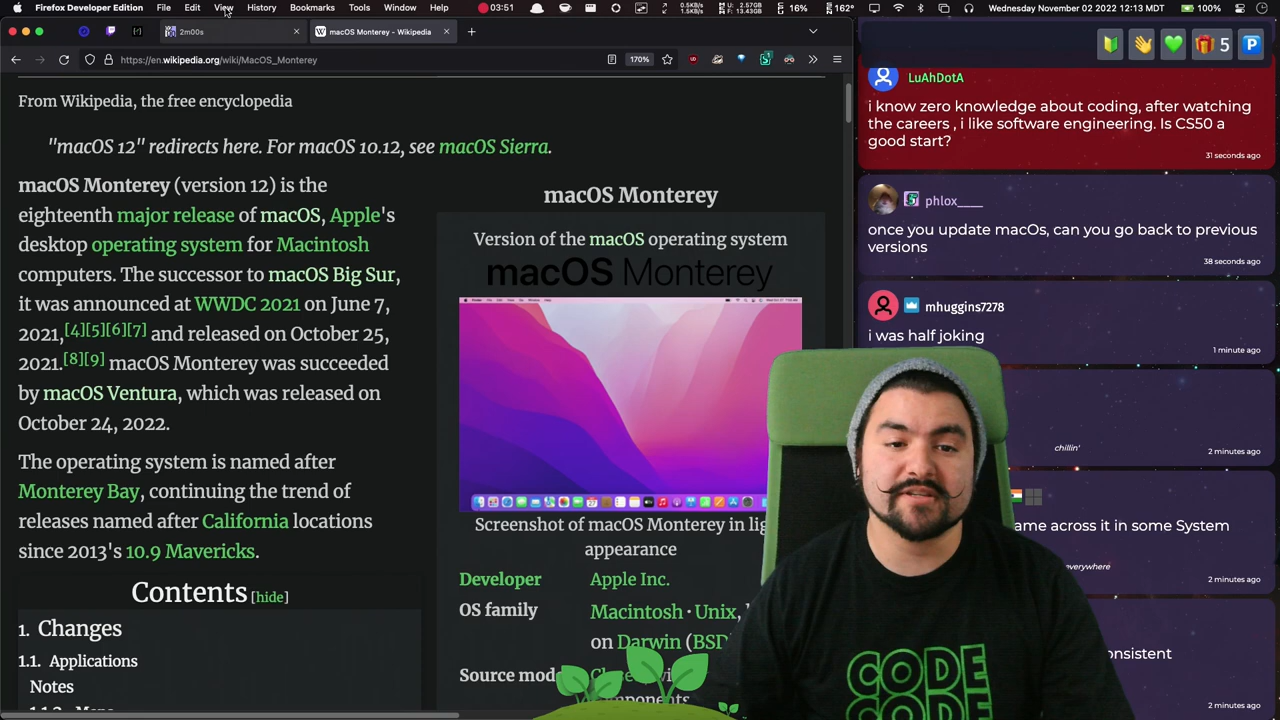 Firefox Developer Edition File Edit View History Bookmarks Tools Window Help 03:51 0.5KB/s 0.5KB/s U: 2.57GB F: 13.43GB 16% 162° Wednesday November 02 2022 12:13 MDT 100%
2m00s
macOS Monterey - Wikipedia
https://en.wikipedia.org/wiki/MacOS_Monterey
170%
From Wikipedia, the free encyclopedia
"macOS 12" redirects here. For macOS 10.12, see macOS Sierra.
macOS Monterey (version 12) is the
eighteenth major release of macOS, Apple's
desktop operating system for Macintosh
computers. The successor to macOS Big Sur,
it was announced at WWDC 2021 on June 7,
2021,[4][5][6][7] and released on October 25,
2021.[8][9] macOS Monterey was succeeded
by macOS Ventura, which was released on
October 24, 2022.
The operating system is named after
Monterey Bay, continuing the trend of
releases named after California locations
since 2013's 10.9 Mavericks.
Contents [hide]
1. Changes
1.1. Applications
Notes
macOS Monterey
Version of the macOS operating system
macOS Monterey
Screenshot of macOS Monterey in lig
appearance
Developer Apple Inc.
OS family Macintosh · Unix,
on Darwin (BSD)
Source mod
5
LuAhDotA
i know zero knowledge about coding, after watching
the careers , i like software engineering. Is CS50 a
good start?
31 seconds ago
phlox____
once you update macOs, can you go back to previous
versions
38 seconds ago
mhuggins7278
i was half joking
1 minute ago
chillin'
2 minutes ago
ame across it in some System
everywhere
2 minutes ago
onsistent
2 minutes ago
CODE
CODE